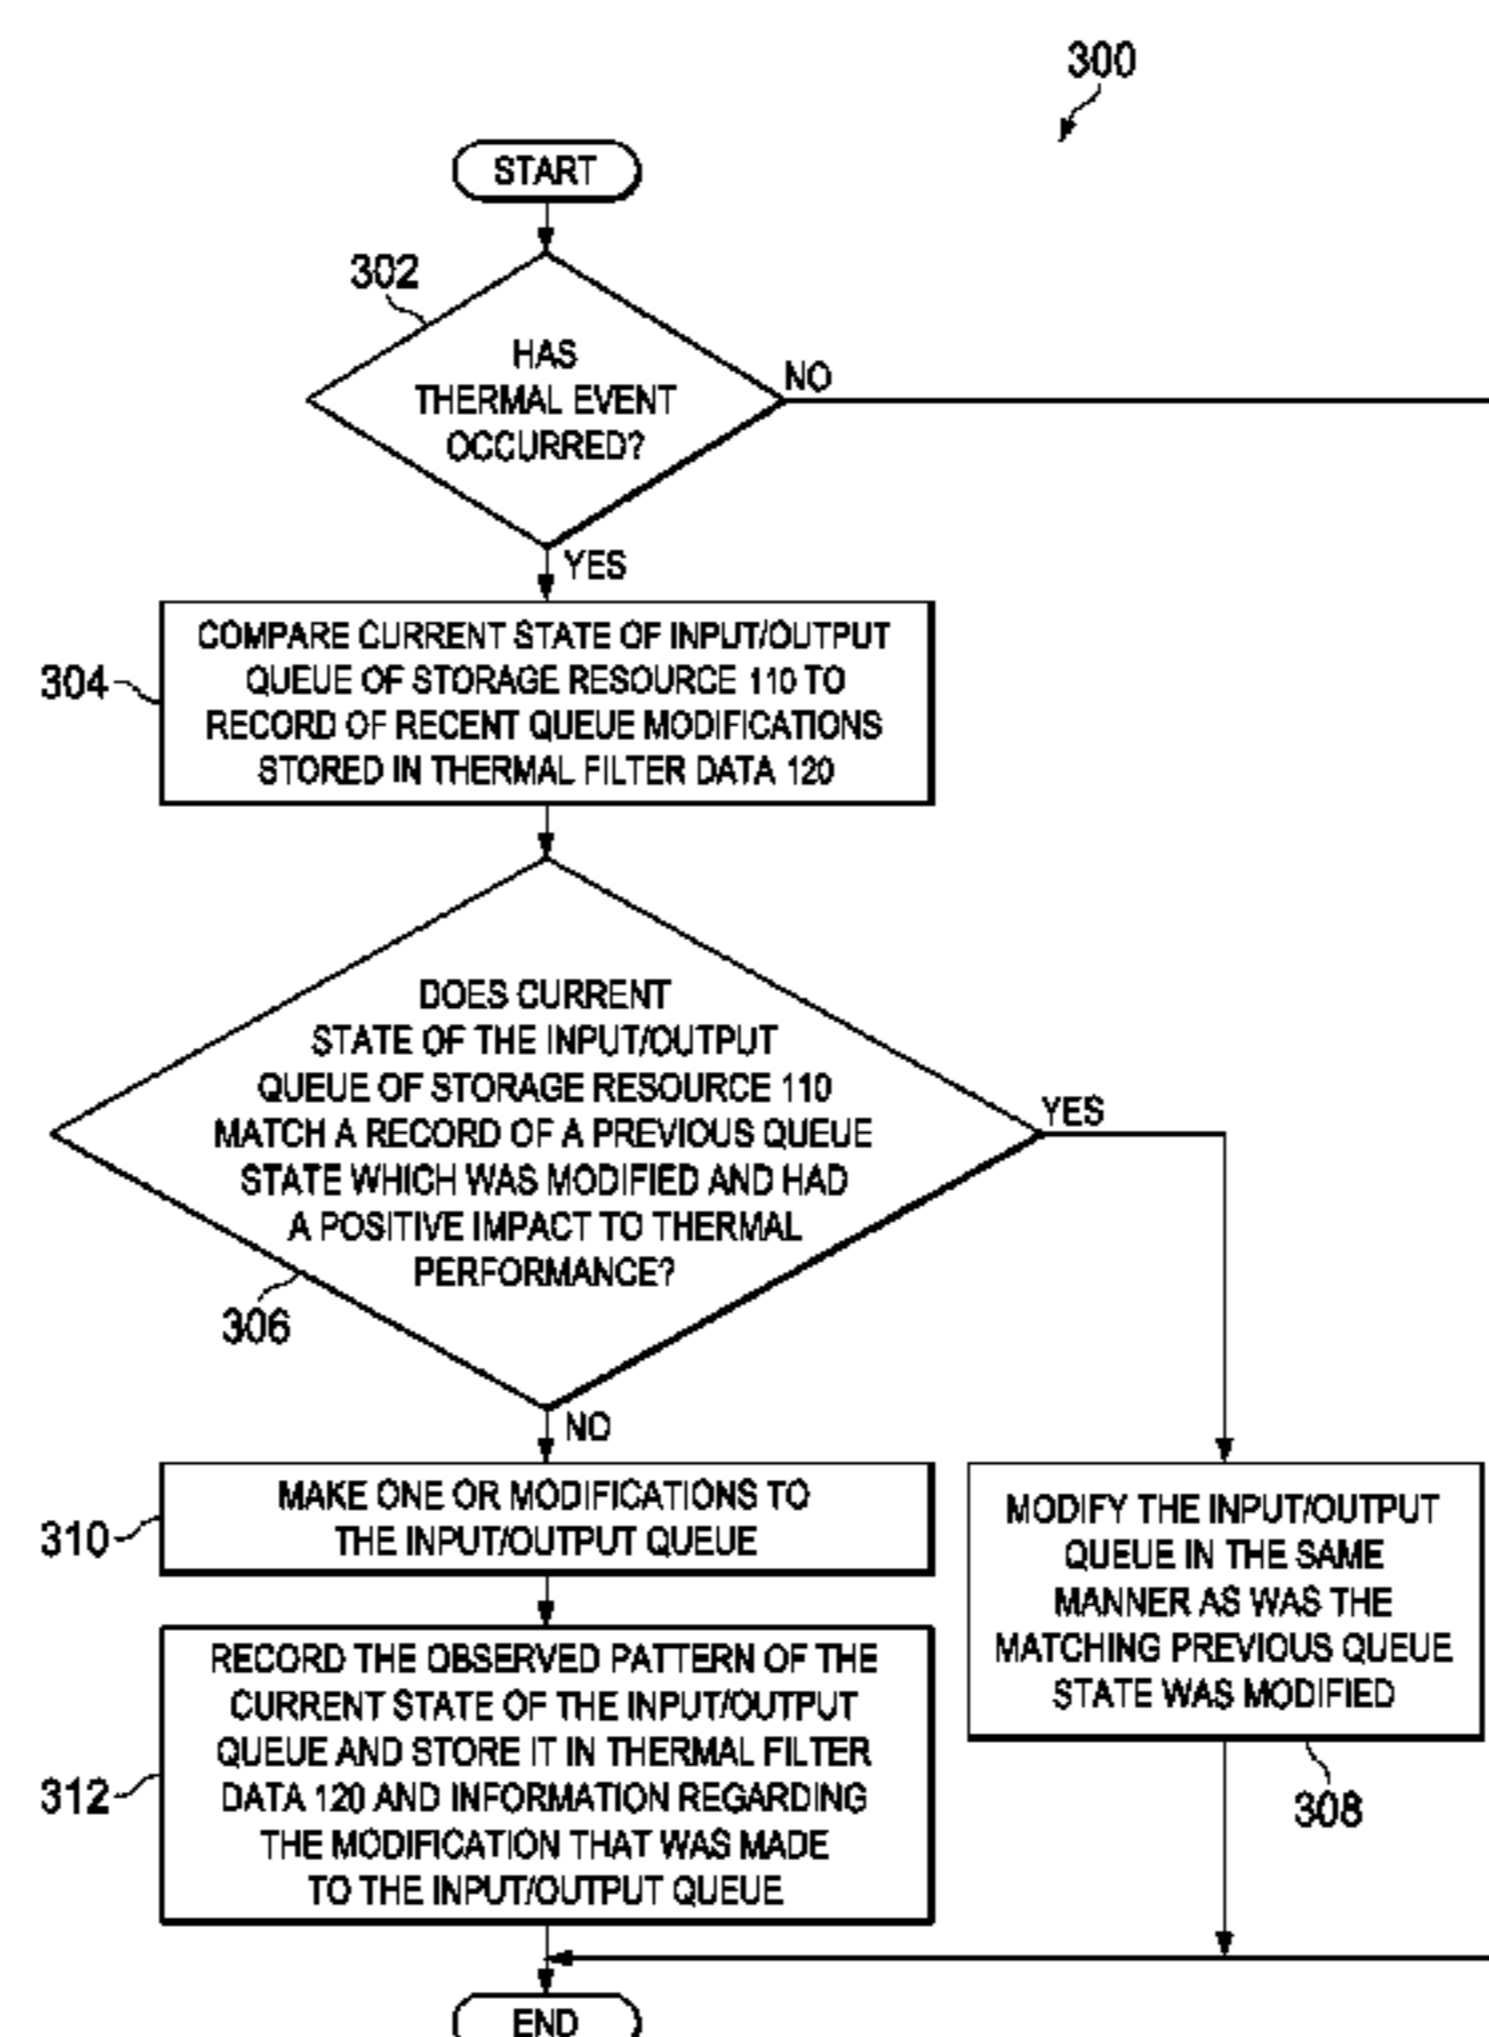 300
START
302
HAS
THERMAL EVENT
OCCURRED?
NO
YES
304
COMPARE CURRENT STATE OF INPUT/OUTPUT
QUEUE OF STORAGE RESOURCE 110 TO
RECORD OF RECENT QUEUE MODIFICATIONS
STORED IN THERMAL FILTER DATA 120
DOES CURRENT
STATE OF THE INPUT/OUTPUT
QUEUE OF STORAGE RESOURCE 110
MATCH A RECORD OF A PREVIOUS QUEUE
STATE WHICH WAS MODIFIED AND HAD
A POSITIVE IMPACT TO THERMAL
PERFORMANCE?
YES
306
NO
310
MAKE ONE OR MODIFICATIONS TO
THE INPUT/OUTPUT QUEUE
MODIFY THE INPUT/OUTPUT
QUEUE IN THE SAME
MANNER AS WAS THE
MATCHING PREVIOUS QUEUE
STATE WAS MODIFIED
308
312
RECORD THE OBSERVED PATTERN OF THE
CURRENT STATE OF THE INPUT/OUTPUT
QUEUE AND STORE IT IN THERMAL FILTER
DATA 120 AND INFORMATION REGARDING
THE MODIFICATION THAT WAS MADE
TO THE INPUT/OUTPUT QUEUE
END